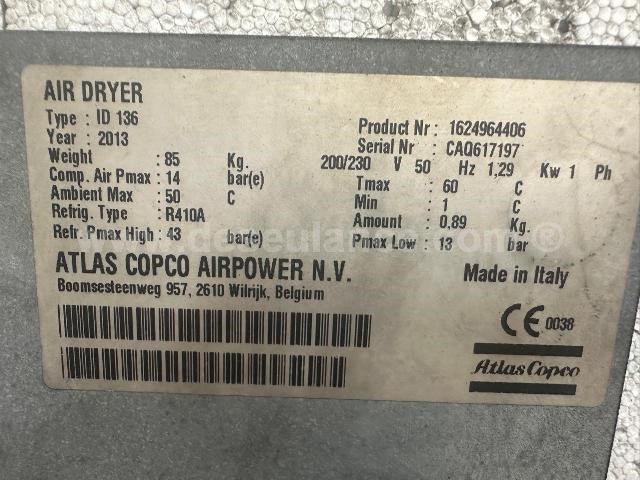 AIR DRYER
Type : ID 136
Year : 2013
Weight : 85 Kg.
Comp. Air Pmax : 14 bar(e)
Ambient Max : 50 C
Refrig. Type : R410A
Refr. Pmax High : 43 bar(e)
Product Nr : 1624964406
Serial Nr : CAQ617197
200/230 V 50 Hz 1,29 Kw 1 Ph
Tmax : 60 C
Min : 1 C
Amount : 0,89 Kg.
Pmax Low : 13 bar
ATLAS COPCO AIRPOWER N.V.
Boomsesteenweg 957, 2610 Wilrijk, Belgium
Made in Italy
CE 0038
Atlas Copco